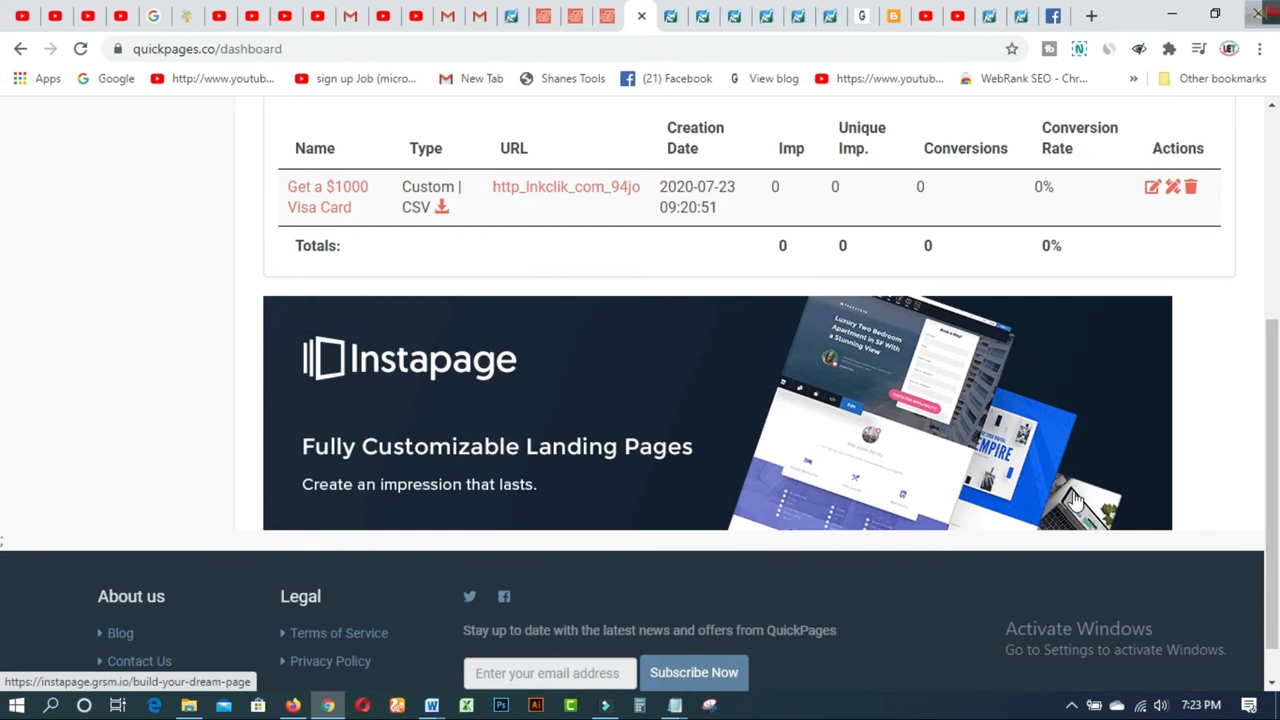 quickpages.co/dashboard
Apps
Google
http://www.youtub...
sign up Job (micro...
New Tab
Shanes Tools
(21) Facebook
View blog
https://www.youtub...
WebRank SEO - Chr...
»
Other bookmarks
Name
Type
URL
Creation
Date
Imp
Unique
Imp.
Conversions
Conversion
Rate
Actions
Get a $1000
Visa Card
Custom |
CSV
http_lnkclik_com_94jo
2020-07-23
09:20:51
0
0
0
0%
Totals:
0
0
0
0%
Instapage
Fully Customizable Landing Pages
Create an impression that lasts.
Luxury Two Bedroom
Apartment in SF With
a Stunning View
EMPIRE
;
About us
Blog
Contact Us
Legal
Terms of Service
Privacy Policy
Stay up to date with the latest news and offers from QuickPages
Enter your email address
Subscribe Now
Activate Windows
Go to Settings to activate Windows.
https://instapage.grsm.io/build-your-dream-page
7:23 PM